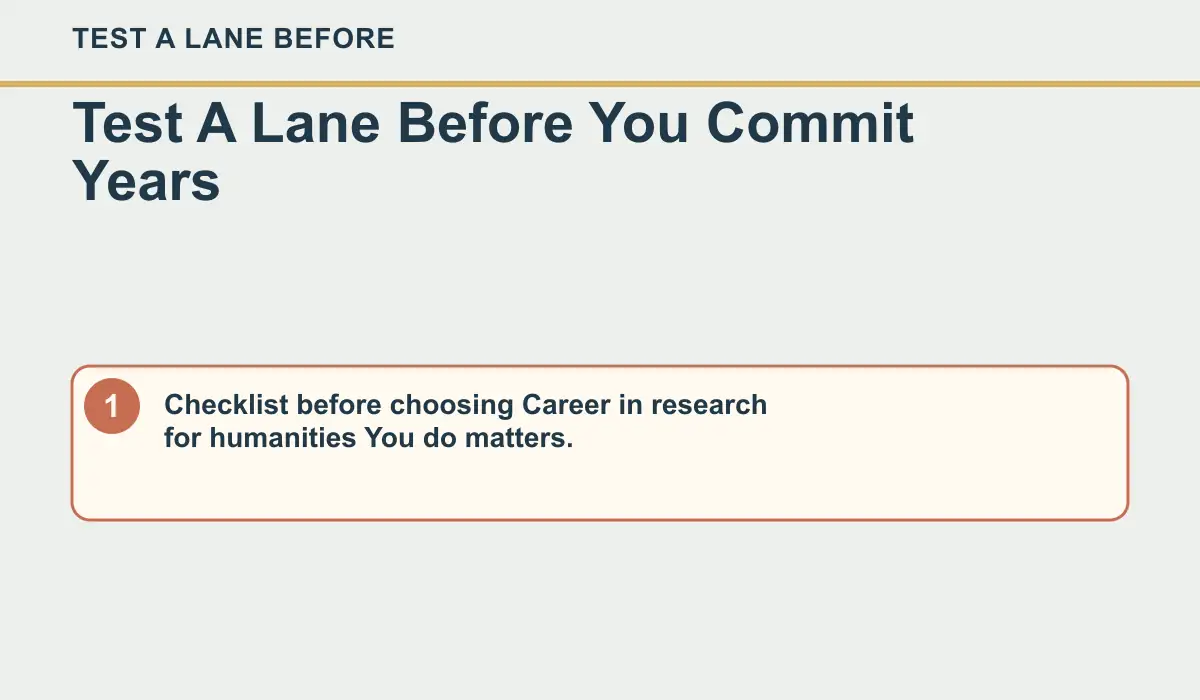 TEST A LANE BEFORE
Test A Lane Before You Commit
Years
1
Checklist before choosing Career in research
for humanities You do matters.